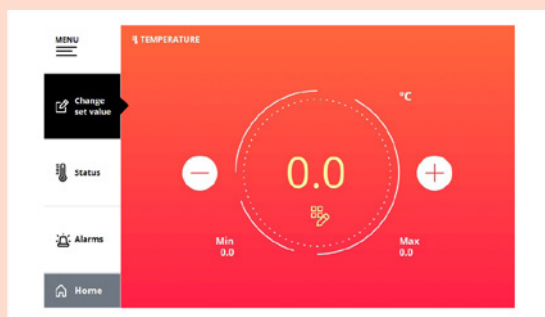 MENU
TEMPERATURE
Change
set value
°C
Status
0.0
Alarms
Min
0.0
Max
0.0
Home